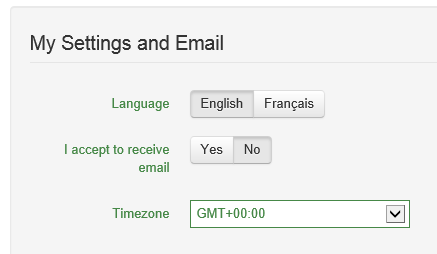 My Settings and Email
Language English Français
I accept to receive Yes No
email
Timezone GMT+00:00